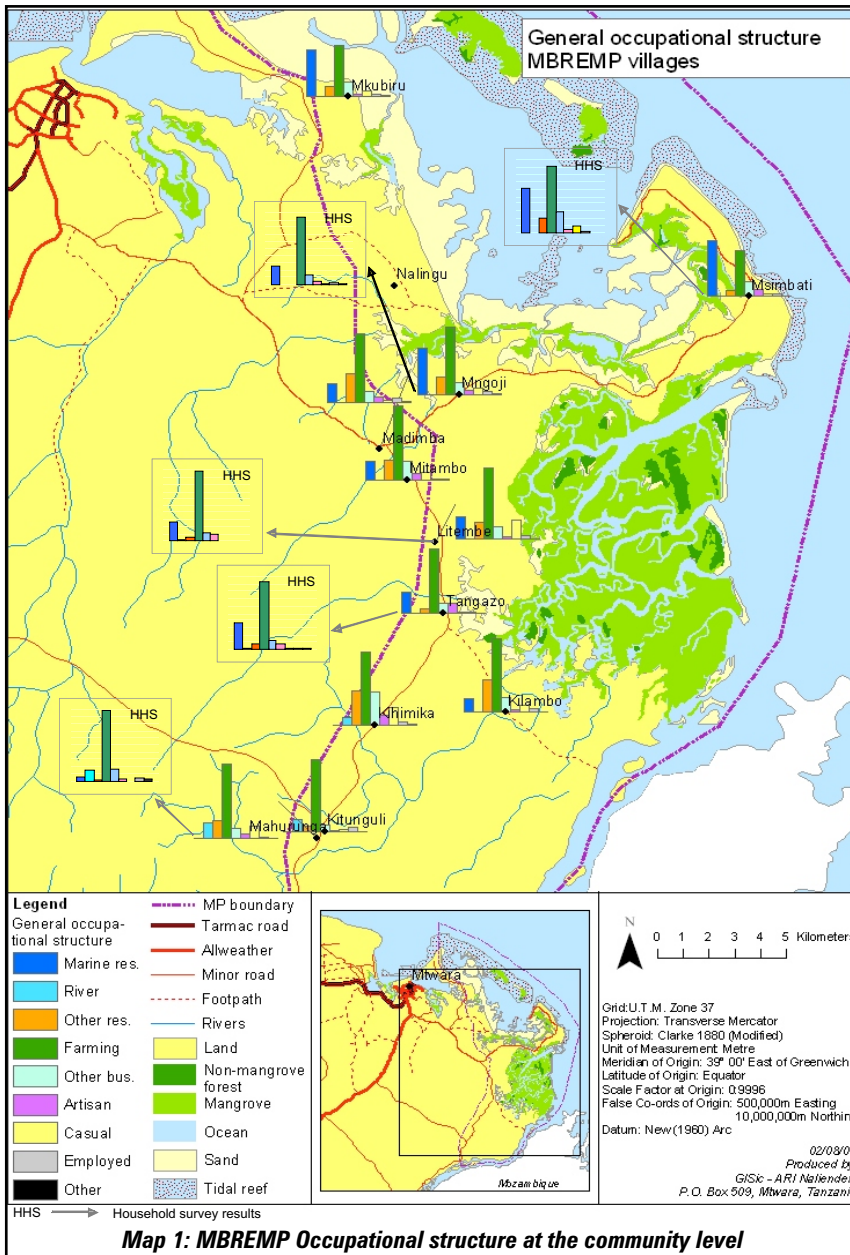 General occupational structure
MBREMP villages
Mkubiru
HHS
HHS
Nalingu
Msimbati
Mngoji
Madimba
Mitambo
HHS
Litembe
HHS
Tangazo
Kilambo
Kihimika
HHS
Mahurunga
Kitunguli
Legend
General occupa-
tional structure
Marine res.
River
Other res.
Farming
Other bus.
Artisan
Casual
Employed
Other
MP boundary
Tarmac road
Allweather
Minor road
Footpath
Rivers
Land
Non-mangrove
forest
Mangrove
Ocean
Sand
Tidal reef
HHS Household survey results
Mtwara
Mozambique
N
0 1 2 3 4 5 Kilometers
Grid:U.T.M. Zone 37
Projection: Transverse Mercator
Spheroid: Clarke 1880 (Modified)
Unit of Measurement: Metre
Meridian of Origin: 39° 00' East of Greenwich
Latitude of Origin: Equator
Scale Factor at Origin: 0.9996
False Co-ords of Origin: 500,000m Easting
10,000,000m Northin
Datum: New (1960) Arc
02/08/0
Produced by
GISic - ARI Naliende
P.O. Box 509, Mtwara, Tanzani
Map 1: MBREMP Occupational structure at the community level